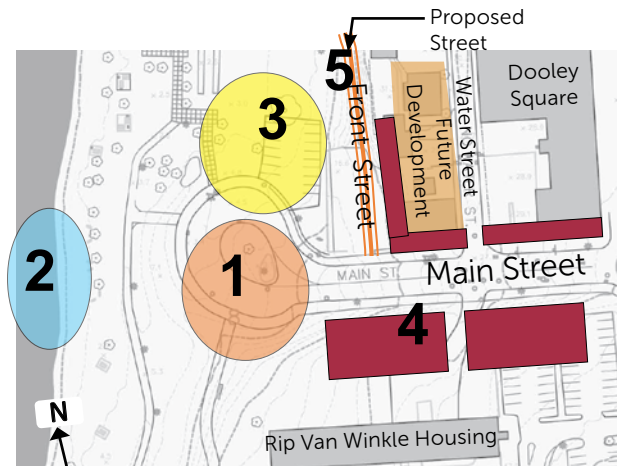 Proposed
Street
5
Dooley
Square
3
Front Street
Future
Development
Water Street
ST.
2
1
MAIN ST.
Main Street
4
N
Rip Van Winkle Housing